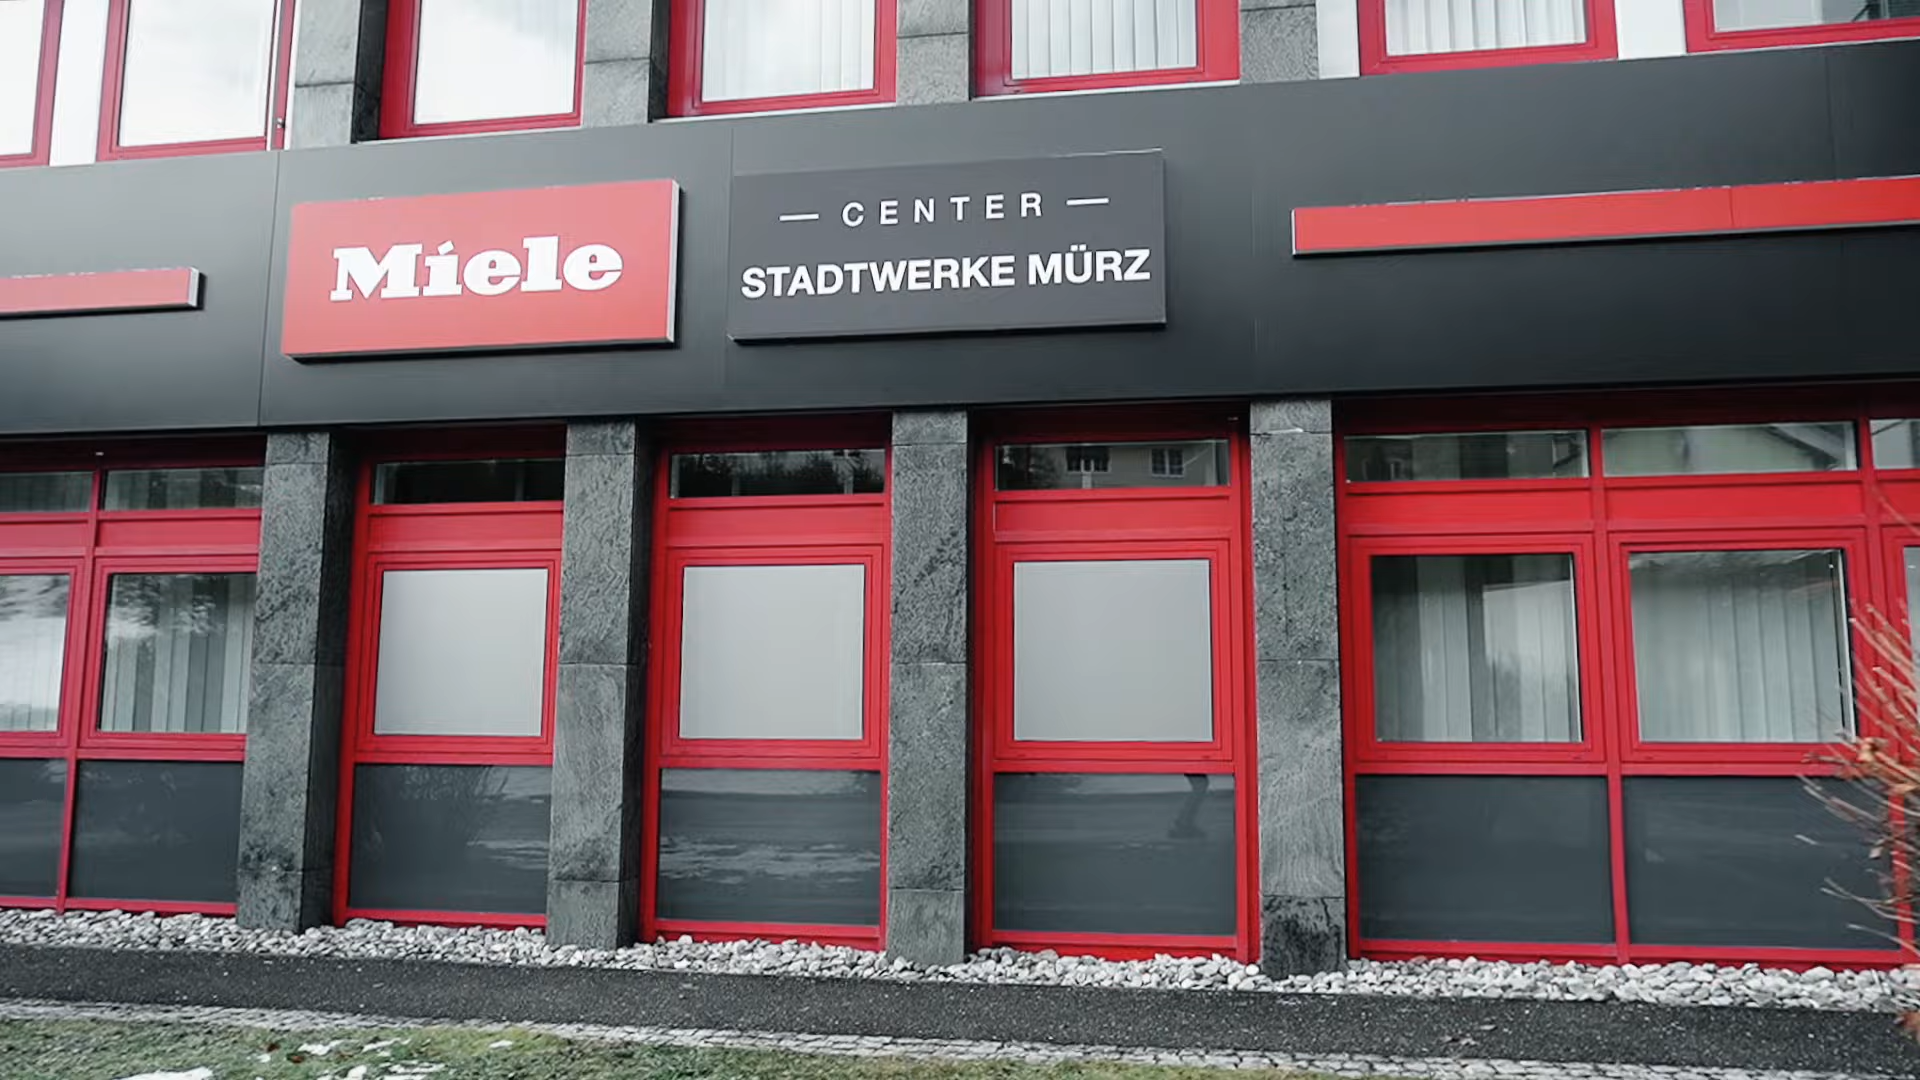 Miele
— CENTER —
STADTWERKE MÜRZ